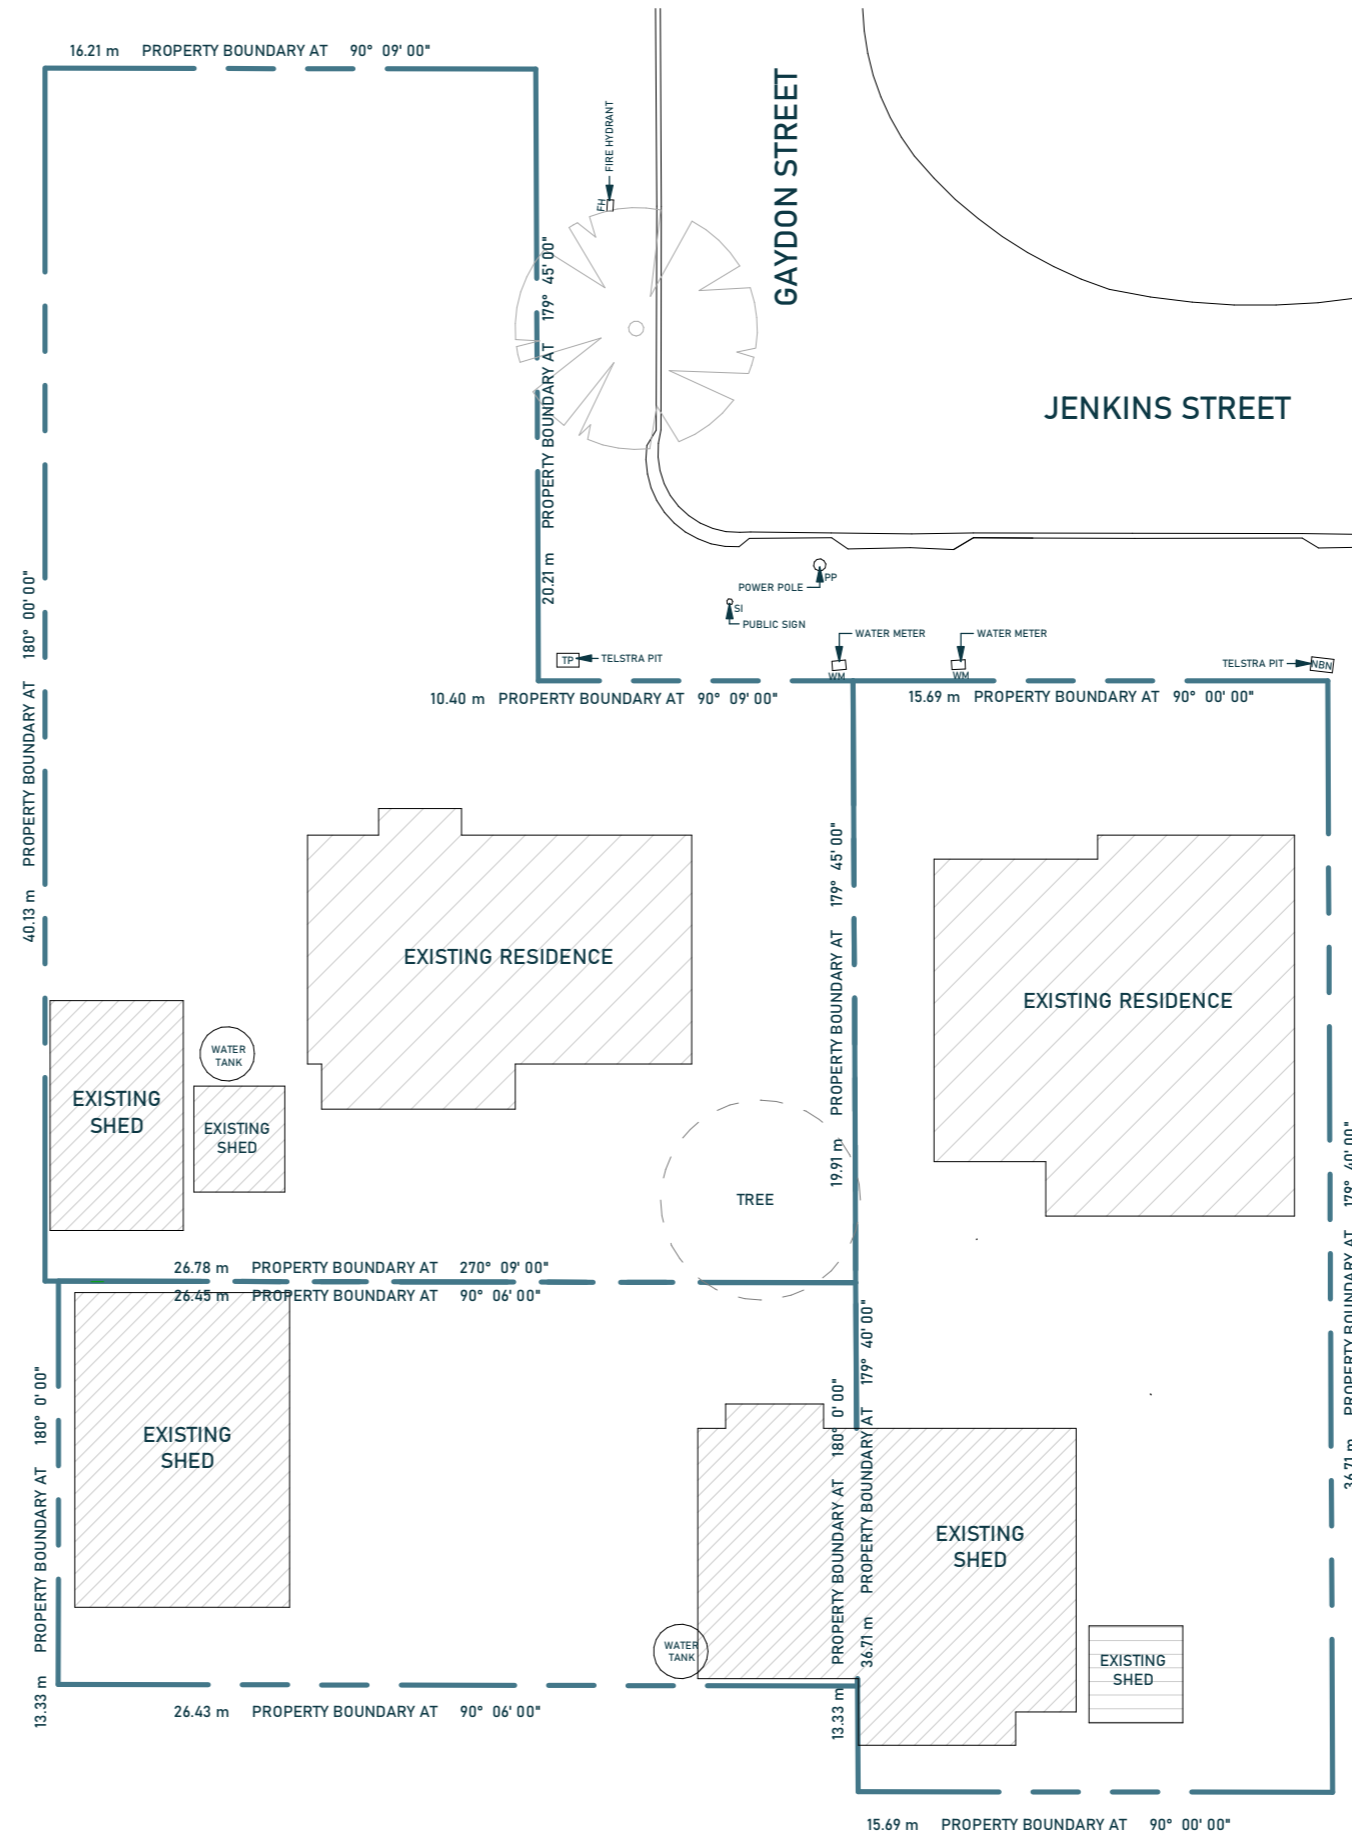 16.21 m PROPERTY BOUNDARY AT 90° 09' 00"
FIRE HYDRANT
FH
GAYDON STREET
JENKINS STREET
20.21 m PROPERTY BOUNDARY AT 179° 45' 00"
40.13 m PROPERTY BOUNDARY AT 180° 00' 00"
PP
POWER POLE
SI
PUBLIC SIGN
WATER METER
WATER METER
TP
TELSTRA PIT
TELSTRA PIT
NBN
WM
WM
10.40 m PROPERTY BOUNDARY AT 90° 09' 00"
15.69 m PROPERTY BOUNDARY AT 90° 00' 00"
19.91 m PROPERTY BOUNDARY AT 179° 45' 00"
EXISTING RESIDENCE
EXISTING RESIDENCE
WATER
TANK
EXISTING
SHED
EXISTING
SHED
TREE
36.71 m PROPERTY BOUNDARY AT 179° 40' 00"
26.78 m PROPERTY BOUNDARY AT 270° 09' 00"
26.45 m PROPERTY BOUNDARY AT 90° 06' 00"
13.33 m PROPERTY BOUNDARY AT 180° 0' 00"
EXISTING
SHED
13.33 m PROPERTY BOUNDARY AT 180° 0' 00"
36.71 m PROPERTY BOUNDARY AT 179° 40' 00"
EXISTING
SHED
WATER
TANK
EXISTING
SHED
26.43 m PROPERTY BOUNDARY AT 90° 06' 00"
15.69 m PROPERTY BOUNDARY AT 90° 00' 00"